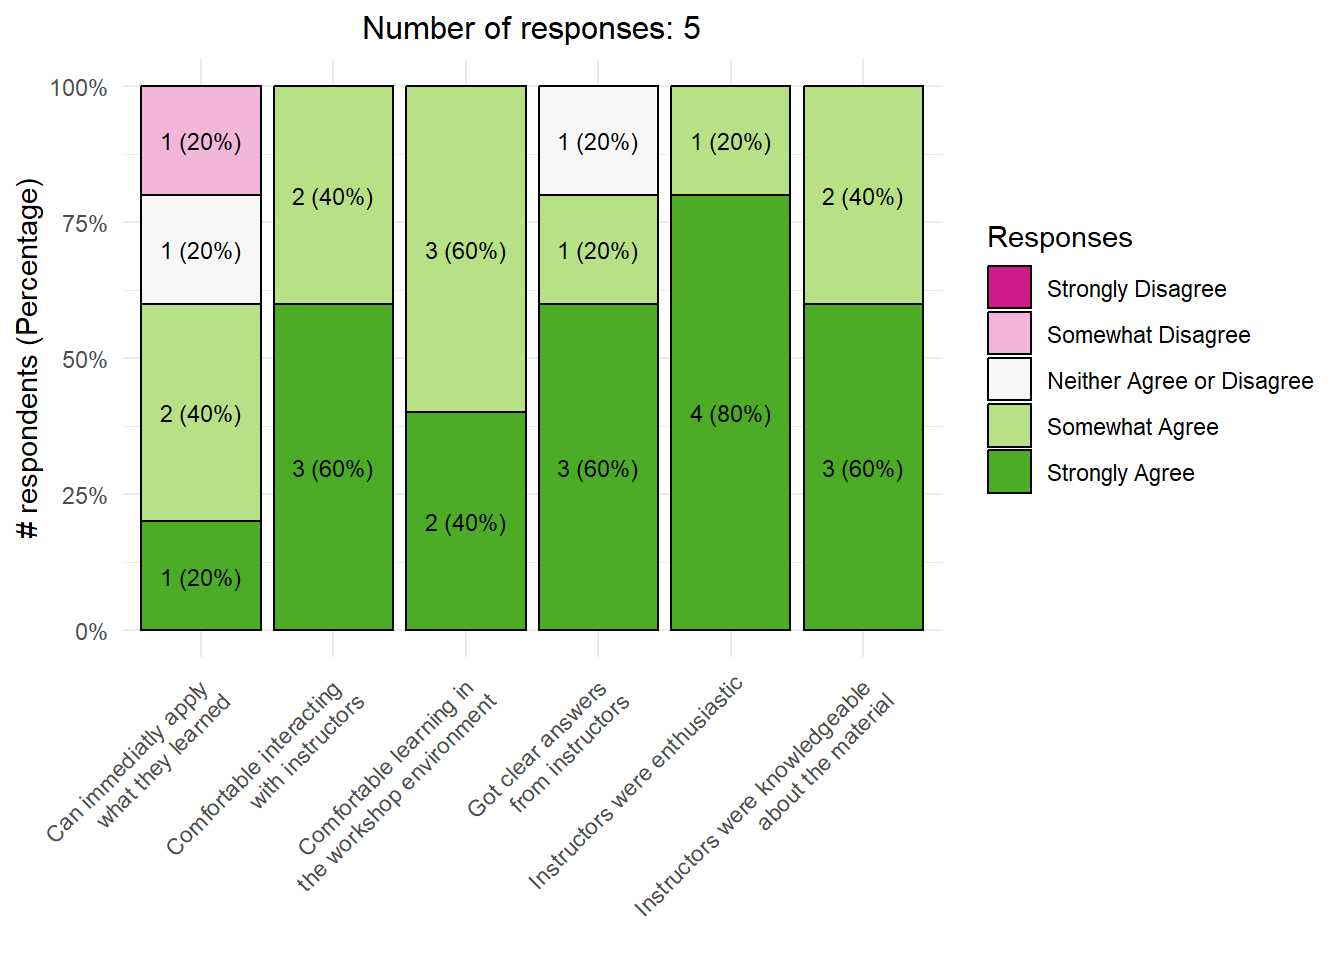 Number of responses: 5
# respondents (Percentage)
100%
75%
50%
25%
0%
1 (20%)
1 (20%)
2 (40%)
1 (20%)
2 (40%)
3 (60%)
3 (60%)
2 (40%)
1 (20%)
1 (20%)
3 (60%)
1 (20%)
4 (80%)
2 (40%)
3 (60%)
Can immediatly apply
what they learned
Comfortable interacting
with instructors
Comfortable learning in
the workshop environment
Got clear answers
from instructors
Instructors were enthusiastic
Instructors were knowledgeable
about the material
Responses
Strongly Disagree
Somewhat Disagree
Neither Agree or Disagree
Somewhat Agree
Strongly Agree